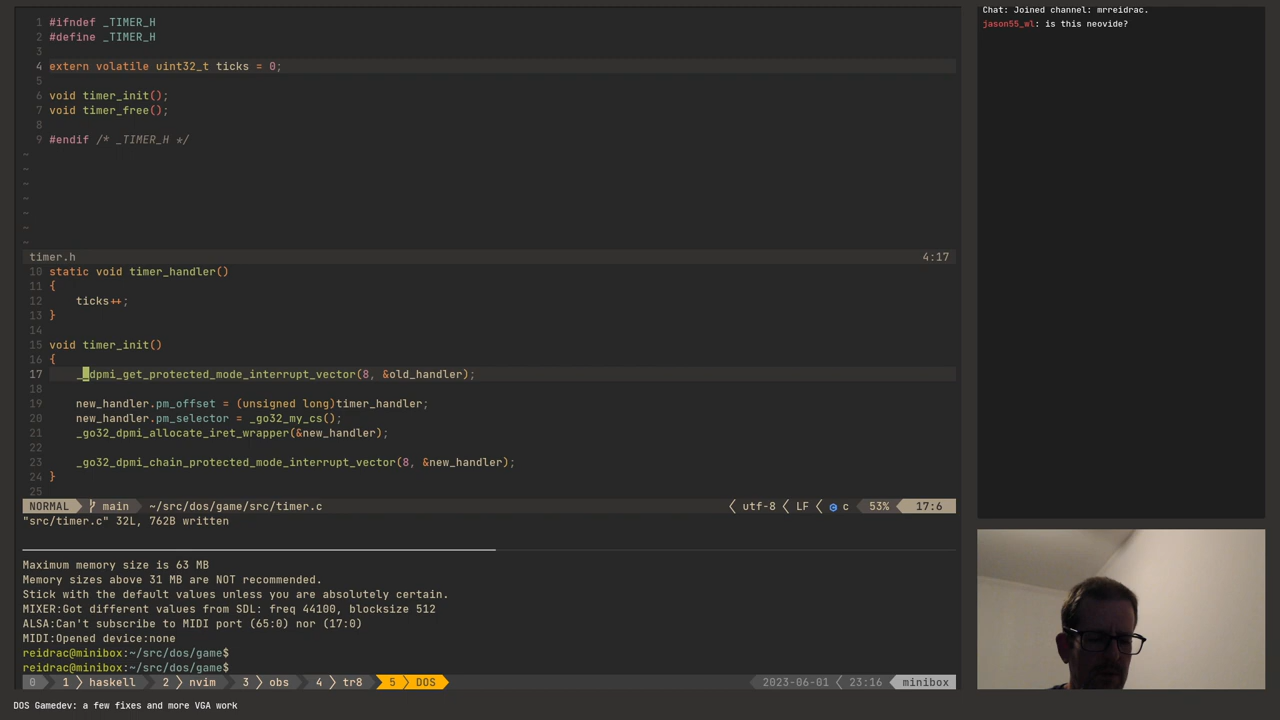 1 #ifndef _TIMER_H
2 #define _TIMER_H
3
4 extern volatile uint32_t ticks = 0;
5
6 void timer_init();
7 void timer_free();
8
9 #endif /* _TIMER_H */
~
~
~
~
~
~
~
timer.h 4:17
10 static void timer_handler()
11 {
12     ticks++;
13 }
14
15 void timer_init()
16 {
17     __dpmi_get_protected_mode_interrupt_vector(8, &old_handler);
18
19     new_handler.pm_offset = (unsigned long)timer_handler;
20     new_handler.pm_selector = _go32_my_cs();
21     _go32_dpmi_allocate_iret_wrapper(&new_handler);
22
23     _go32_dpmi_chain_protected_mode_interrupt_vector(8, &new_handler);
24 }
25
NORMAL main ~/src/dos/game/src/timer.c utf-8 LF c 53% 17:6
"src/timer.c" 32L, 762B written
Maximum memory size is 63 MB
Memory sizes above 31 MB are NOT recommended.
Stick with the default values unless you are absolutely certain.
MIXER:Got different values from SDL: freq 44100, blocksize 512
ALSA:Can't subscribe to MIDI port (65:0) nor (17:0)
MIDI:Opened device:none
reidrac@minibox:~/src/dos/game$
reidrac@minibox:~/src/dos/game$
0 1 haskell 2 nvim 3 obs 4 tr8 5 DOS 2023-06-01 23:16 minibox
DOS Gamedev: a few fixes and more VGA work
Chat: Joined channel: mrreidrac.
jason55_wl: is this neovide?